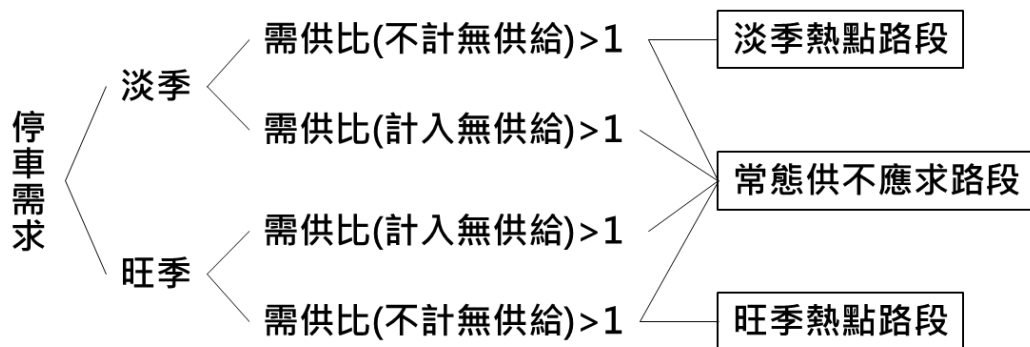 停車需求
淡季
旺季
需供比(不計無供給)>1
需供比(計入無供給)>1
需供比(計入無供給)>1
需供比(不計無供給)>1
淡季熱點路段
常態供不應求路段
旺季熱點路段